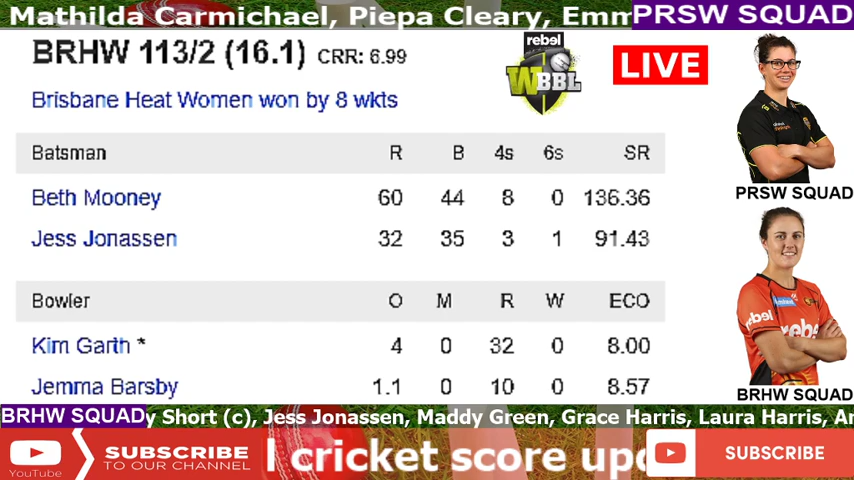 Mathilda Carmichael, Piepa Cleary, Emm
PRSW SQUAD
BRHW 113/2 (16.1) CRR: 6.99
rebel
WBBL
LIVE
Brisbane Heat Women won by 8 wkts
Batsman R B 4s 6s SR
Beth Mooney 60 44 8 0 136.36
Jess Jonassen 32 35 3 1 91.43
PRSW SQUAD
Bowler O M R W ECO
Kim Garth * 4 0 32 0 8.00
Jemma Barsby 1.1 0 10 0 8.57
BRHW SQUAD
BRHW SQUAD y Short (c), Jess Jonassen, Maddy Green, Grace Harris, Laura Harris, Ar
YouTube
SUBSCRIBE
TO OUR CHANNEL
l cricket score upd
SUBSCRIBE